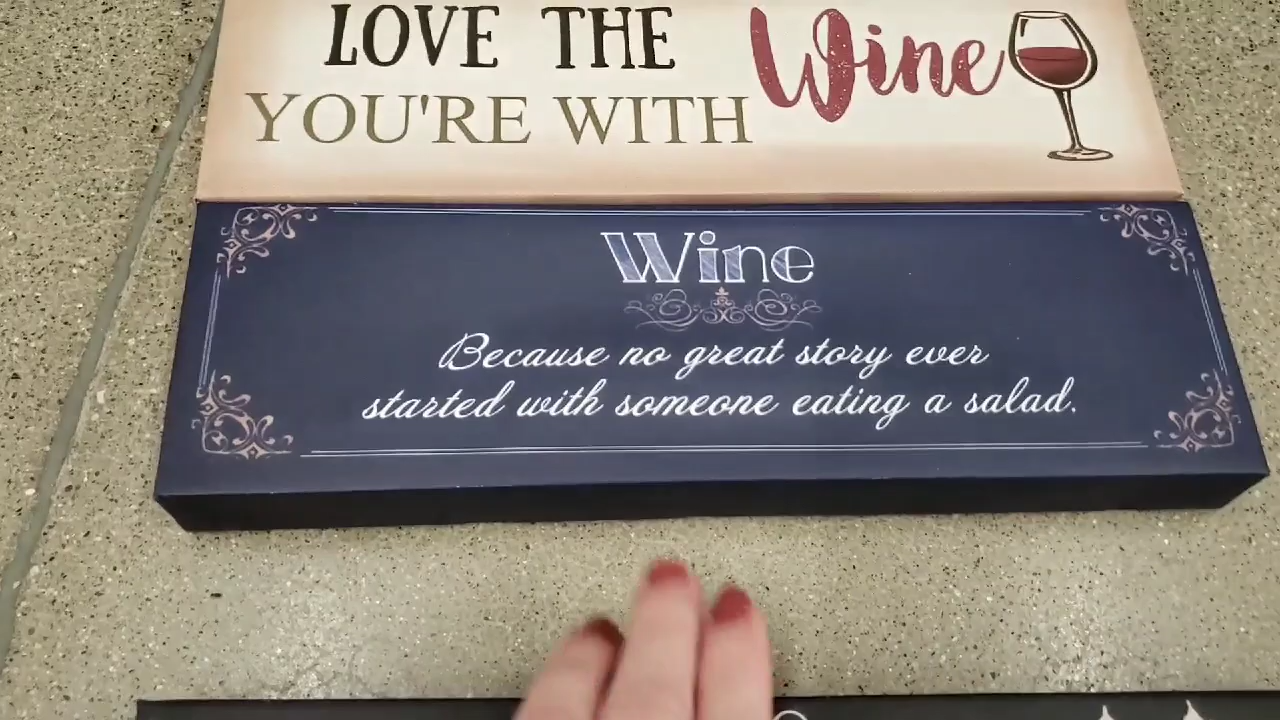 LOVE THE Wine
YOU'RE WITH
Wine
Because no great story ever
started with someone eating a salad.